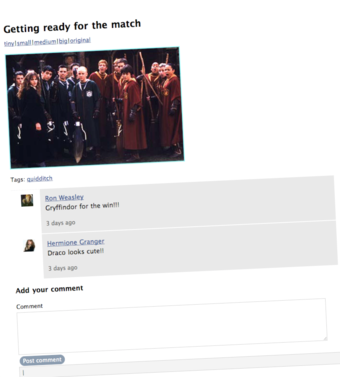 Getting ready for the match
tiny|small|medium|big|original
Tags: quidditch
Ron Weasley
Gryffindor for the win!!!
3 days ago
Hermione Granger
Draco looks cute!!
3 days ago
Add your comment
Comment
Post comment